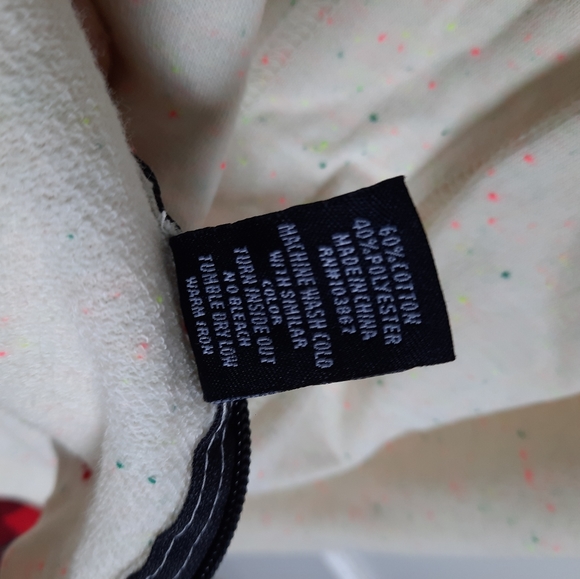 60% COTTON
40% POLYESTER
MADE IN CHINA
RN#103867
MACHINE WASH COLD
WITH SIMILAR
COLOR
TURN INSIDE OUT
NO BLEACH
TUMBLE DRY LOW
WARM IRON